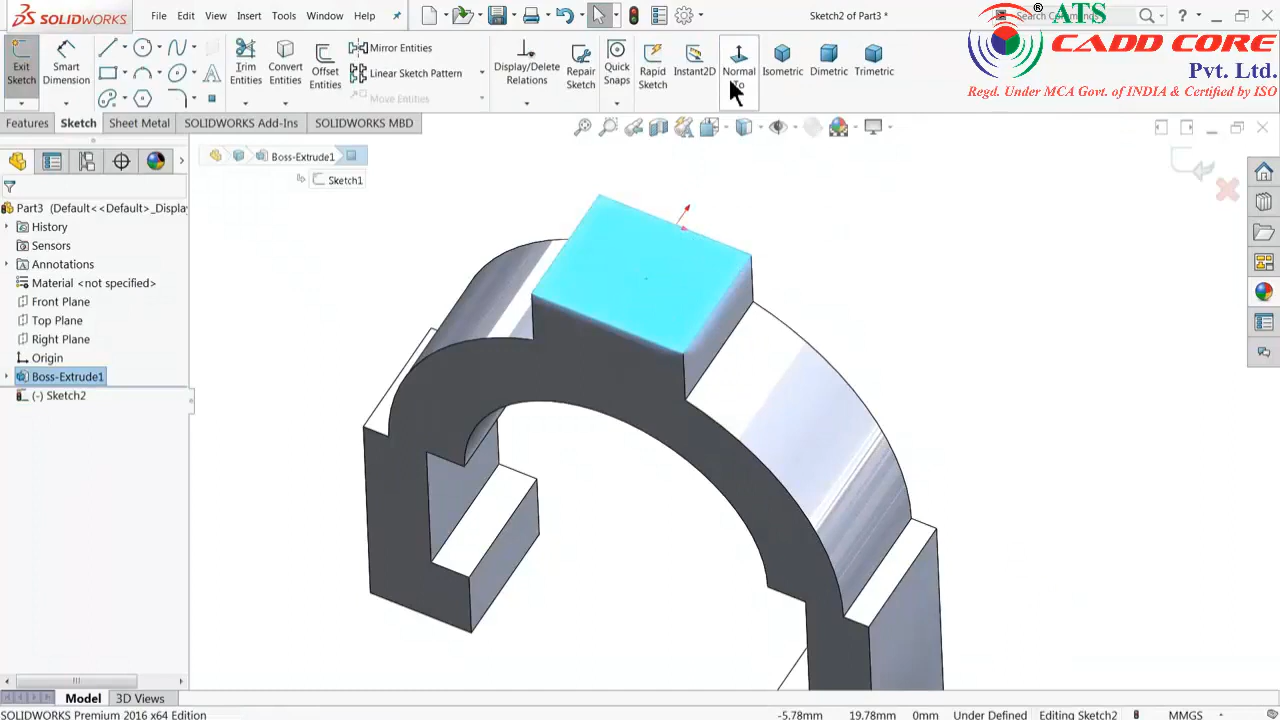 SOLIDWORKS
File
Edit
View
Insert
Tools
Window
Help
Sketch2 of Part3 *
Search Commands
?
®
ATS
CADD CORE
Pvt. Ltd.
Regd. Under MCA Govt. of INDIA & Certified by ISO
Exit Sketch
Smart Dimension
Trim Entities
Convert Entities
Offset Entities
Mirror Entities
Linear Sketch Pattern
Move Entities
Display/Delete Relations
Repair Sketch
Quick Snaps
Rapid Sketch
Instant2D
Normal To
Isometric
Dimetric
Trimetric
Features
Sketch
Sheet Metal
SOLIDWORKS Add-Ins
SOLIDWORKS MBD
Boss-Extrude1
Sketch1
Part3 (Default<<Default>_Displa
History
Sensors
Annotations
Material <not specified>
Front Plane
Top Plane
Right Plane
Origin
Boss-Extrude1
(-) Sketch2
Model
3D Views
SOLIDWORKS Premium 2016 x64 Edition
-5.78mm
19.78mm
0mm
Under Defined
Editing Sketch2
MMGS